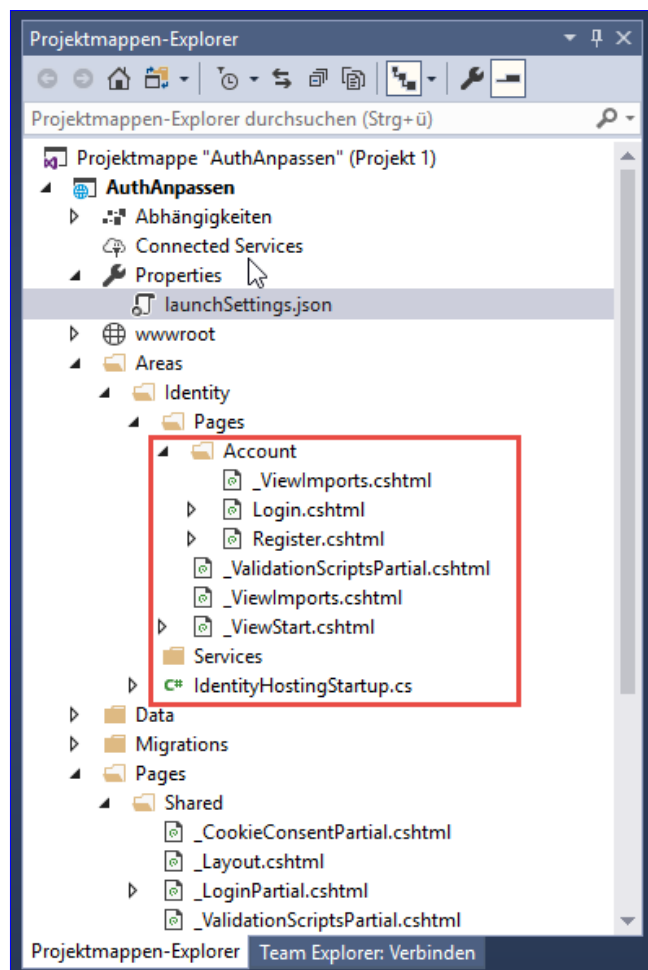 Projektmappen-Explorer
Projektmappen-Explorer durchsuchen (Strg+ü)
Projektmappe "AuthAnpassen" (Projekt 1)
AuthAnpassen
Abhängigkeiten
Connected Services
Properties
launchSettings.json
wwwroot
Areas
Identity
Pages
Account
_ViewImports.cshtml
Login.cshtml
Register.cshtml
_ValidationScriptsPartial.cshtml
_ViewImports.cshtml
_ViewStart.cshtml
Services
C# IdentityHostingStartup.cs
Data
Migrations
Pages
Shared
_CookieConsentPartial.cshtml
_Layout.cshtml
_LoginPartial.cshtml
_ValidationScriptsPartial.cshtml
Projektmappen-Explorer Team Explorer: Verbinden